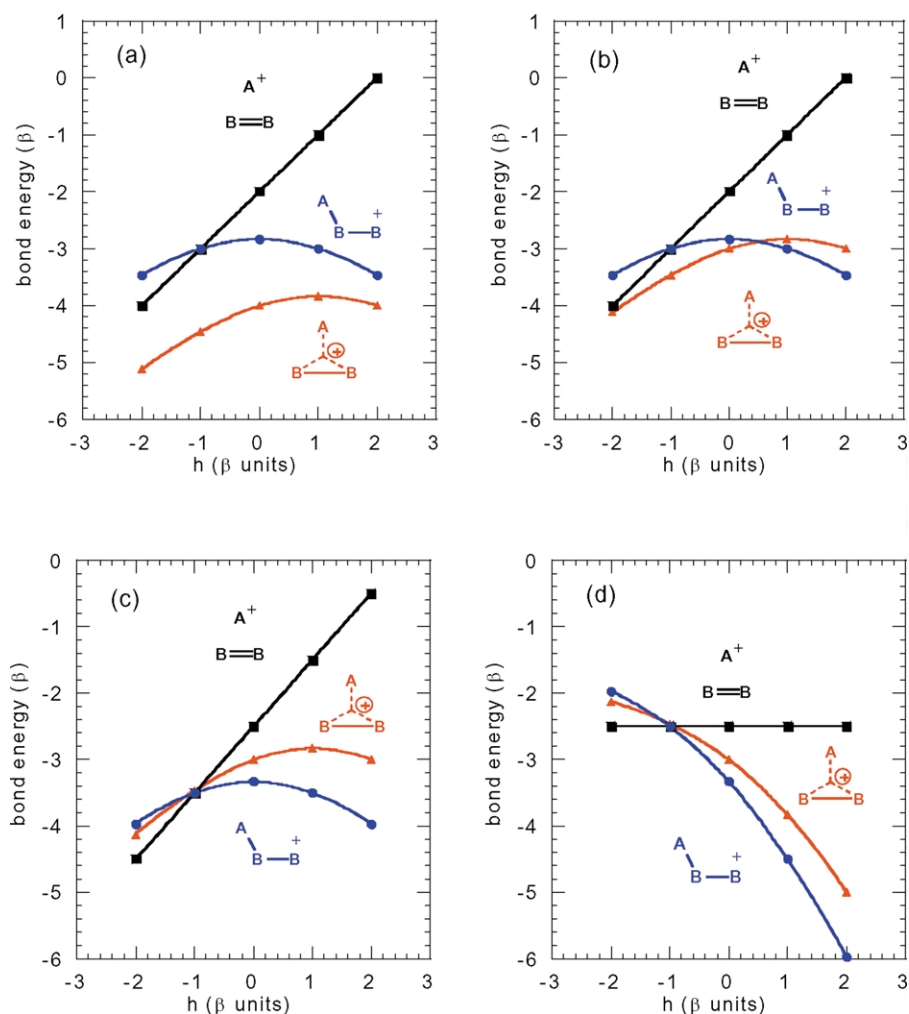 (a)
A+
B=B
A
+
B—B
A
+
B B
bond energy (β)
1
0
-1
-2
-3
-4
-5
-6
-3 -2 -1 0 1 2 3
h (β units)
(b)
A+
B=B
A
+
B—B
A
+
B B
bond energy (β)
1
0
-1
-2
-3
-4
-5
-6
-3 -2 -1 0 1 2 3
h (β units)
(c)
A+
B=B
A
+
B B
A
+
B—B
bond energy (β)
0
-1
-2
-3
-4
-5
-6
-3 -2 -1 0 1 2 3
h (β units)
(d)
A+
B=B
A
+
B B
A
+
B—B
bond energy (β)
0
-1
-2
-3
-4
-5
-6
-3 -2 -1 0 1 2 3
h (β units)